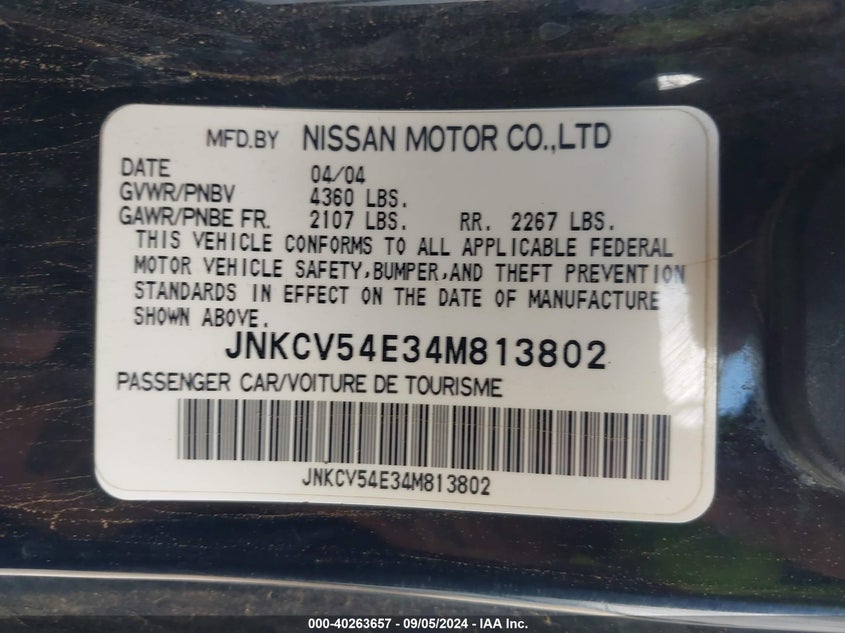 MFD.BY NISSAN MOTOR CO.,LTD
DATE 04/04
GVWR/PNBV 4360 LBS.
GAWR/PNBE FR. 2107 LBS. RR. 2267 LBS.
THIS VEHICLE CONFORMS TO ALL APPLICABLE FEDERAL
MOTOR VEHICLE SAFETY,BUMPER,AND THEFT PREVENTION
STANDARDS IN EFFECT ON THE DATE OF MANUFACTURE
SHOWN ABOVE.
JNKCV54E34M813802
PASSENGER CAR/VOITURE DE TOURISME
JNKCV54E34M813802
000-40263657 - 09/05/2024 - IAA Inc.